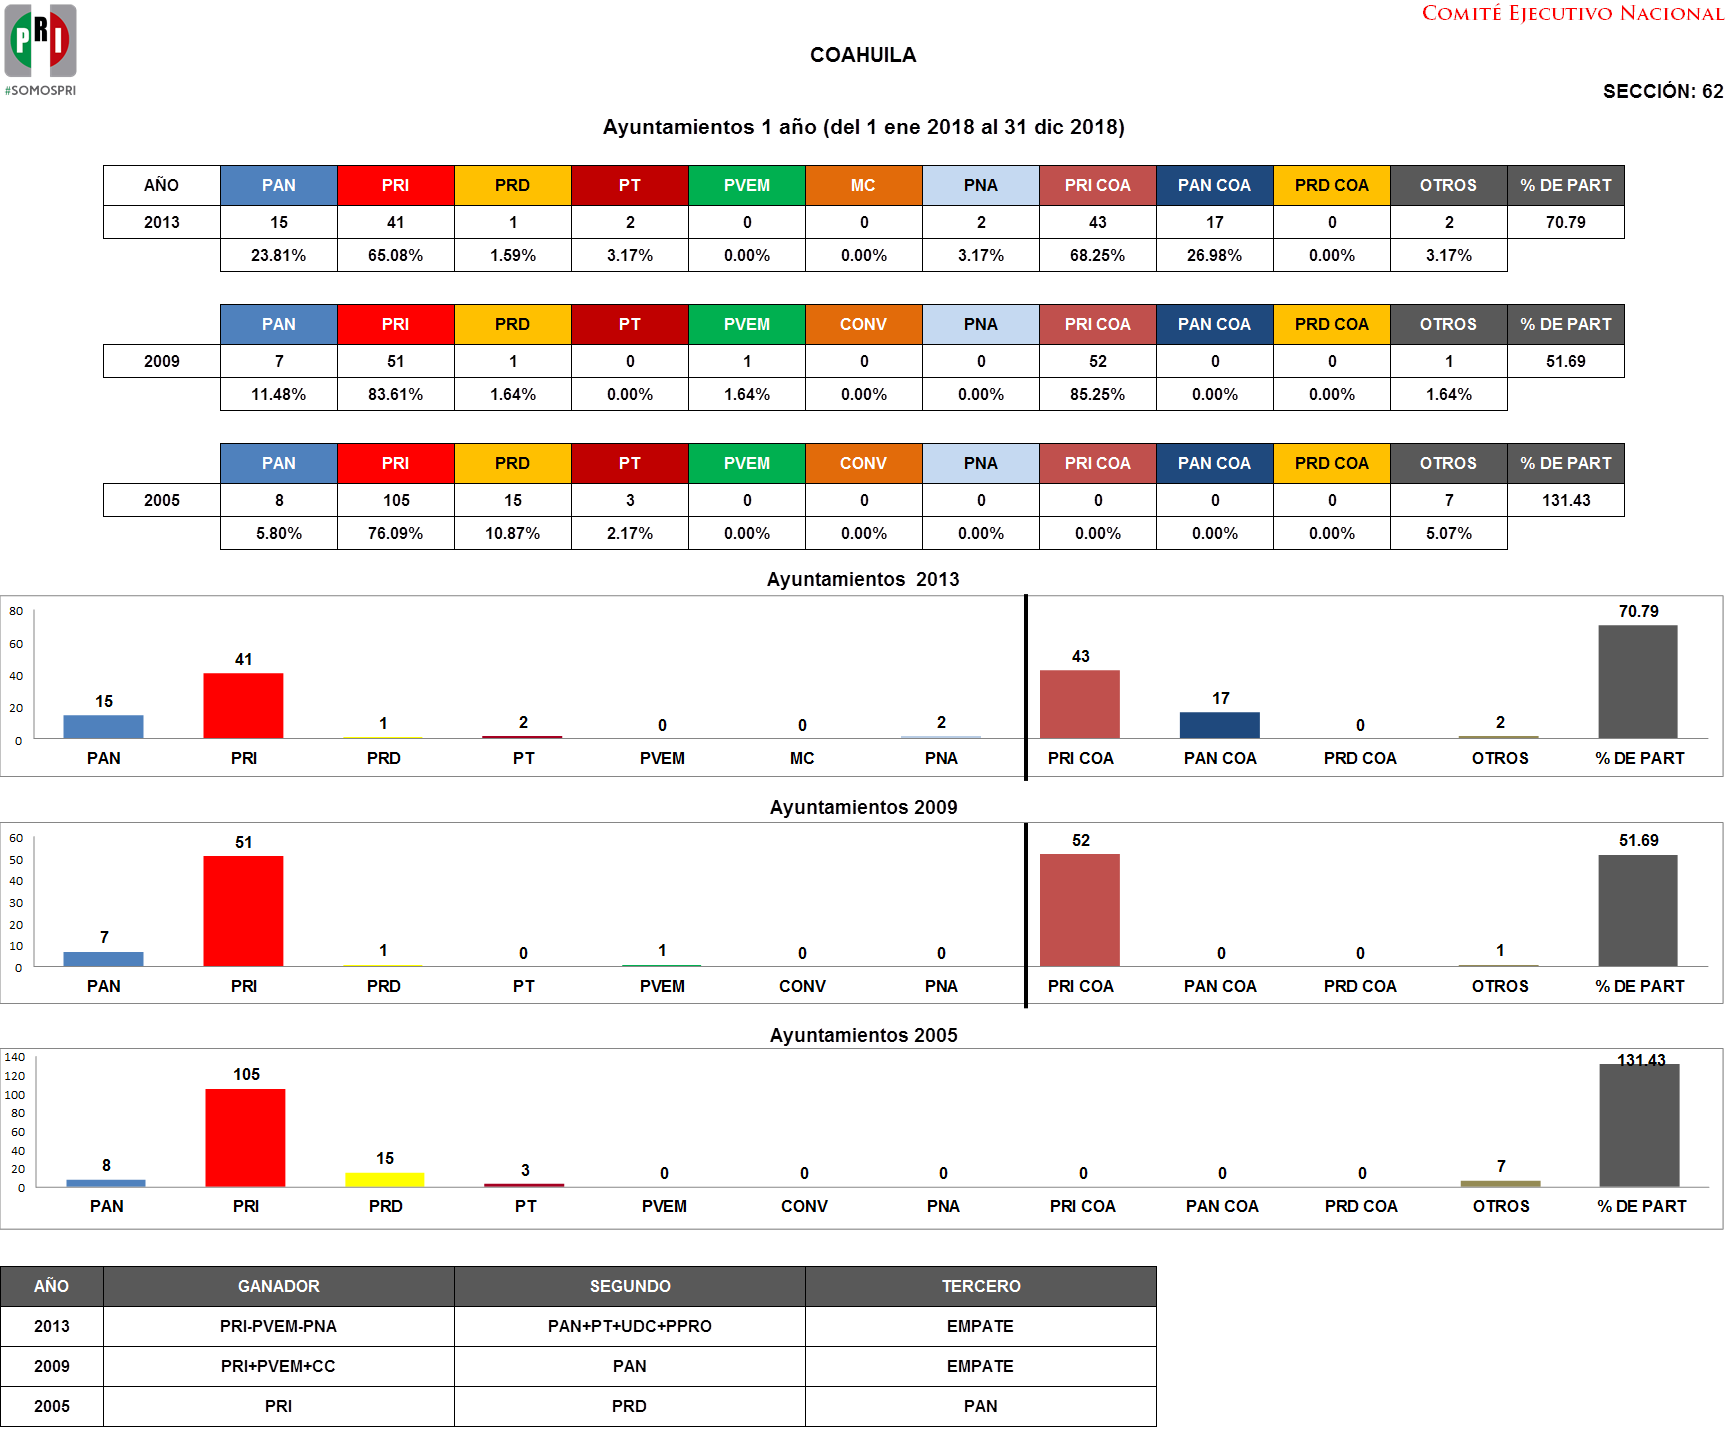 PRI
#SOMOSPRI
COMITÉ EJECUTIVO NACIONAL
COAHUILA
SECCIÓN: 62
Ayuntamientos 1 año (del 1 ene 2018 al 31 dic 2018)
AÑO PAN PRI PRD PT PVEM MC PNA PRI COA PAN COA PRD COA OTROS % DE PART
2013 15 41 1 2 0 0 2 43 17 0 2 70.79
23.81% 65.08% 1.59% 3.17% 0.00% 0.00% 3.17% 68.25% 26.98% 0.00% 3.17%
PAN PRI PRD PT PVEM CONV PNA PRI COA PAN COA PRD COA OTROS % DE PART
2009 7 51 1 0 1 0 0 52 0 0 1 51.69
11.48% 83.61% 1.64% 0.00% 1.64% 0.00% 0.00% 85.25% 0.00% 0.00% 1.64%
PAN PRI PRD PT PVEM CONV PNA PRI COA PAN COA PRD COA OTROS % DE PART
2005 8 105 15 3 0 0 0 0 0 0 7 131.43
5.80% 76.09% 10.87% 2.17% 0.00% 0.00% 0.00% 0.00% 0.00% 0.00% 5.07%
Ayuntamientos 2013
80
60
40
20
0
15 41 1 2 0 0 2 43 17 0 2 70.79
PAN PRI PRD PT PVEM MC PNA PRI COA PAN COA PRD COA OTROS % DE PART
Ayuntamientos 2009
60
50
40
30
20
10
0
7 51 1 0 1 0 0 52 0 0 1 51.69
PAN PRI PRD PT PVEM CONV PNA PRI COA PAN COA PRD COA OTROS % DE PART
Ayuntamientos 2005
140
120
100
80
60
40
20
0
8 105 15 3 0 0 0 0 0 0 7 131.43
PAN PRI PRD PT PVEM CONV PNA PRI COA PAN COA PRD COA OTROS % DE PART
AÑO GANADOR SEGUNDO TERCERO
2013 PRI-PVEM-PNA PAN+PT+UDC+PPRO EMPATE
2009 PRI+PVEM+CC PAN EMPATE
2005 PRI PRD PAN